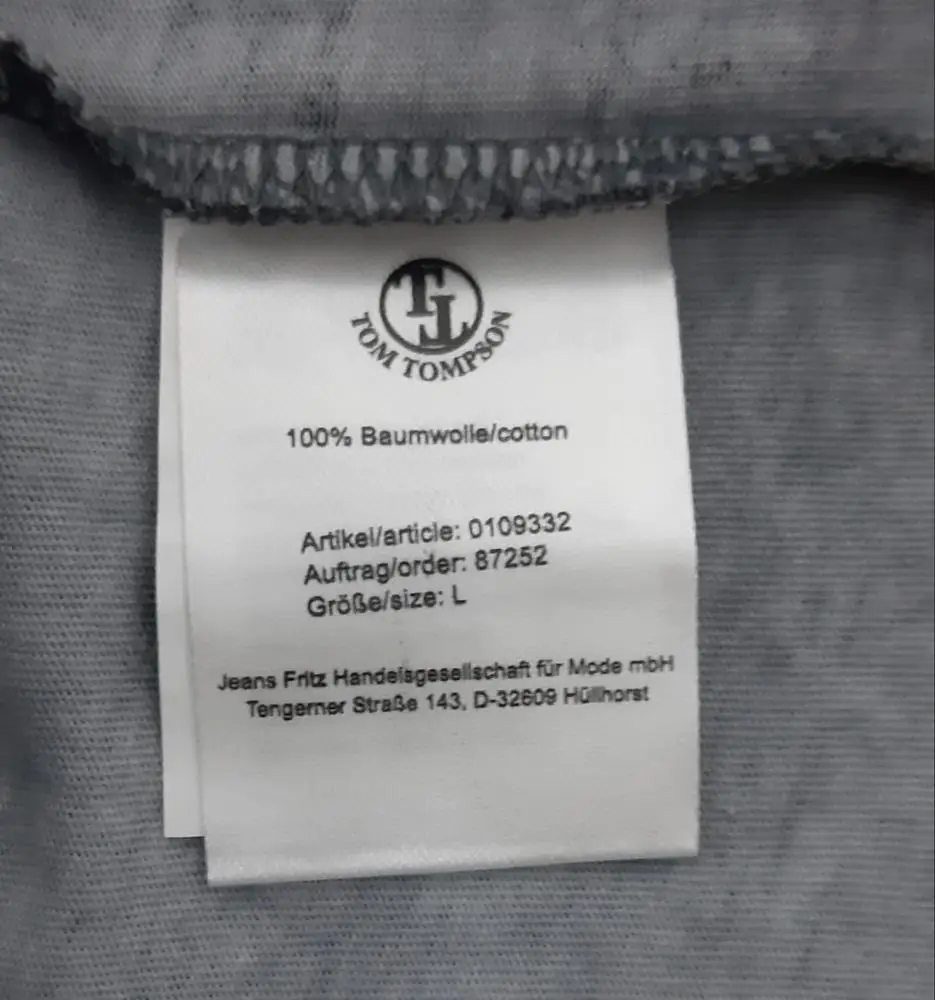 TT
TOM TOMPSON
100% Baumwolle/cotton
Artikel/article: 0109332
Auftrag/order: 87252
Größe/size: L
Jeans Fritz Handelsgesellschaft für Mode mbH
Tengerner Straße 143, D-32609 Hüllhorst